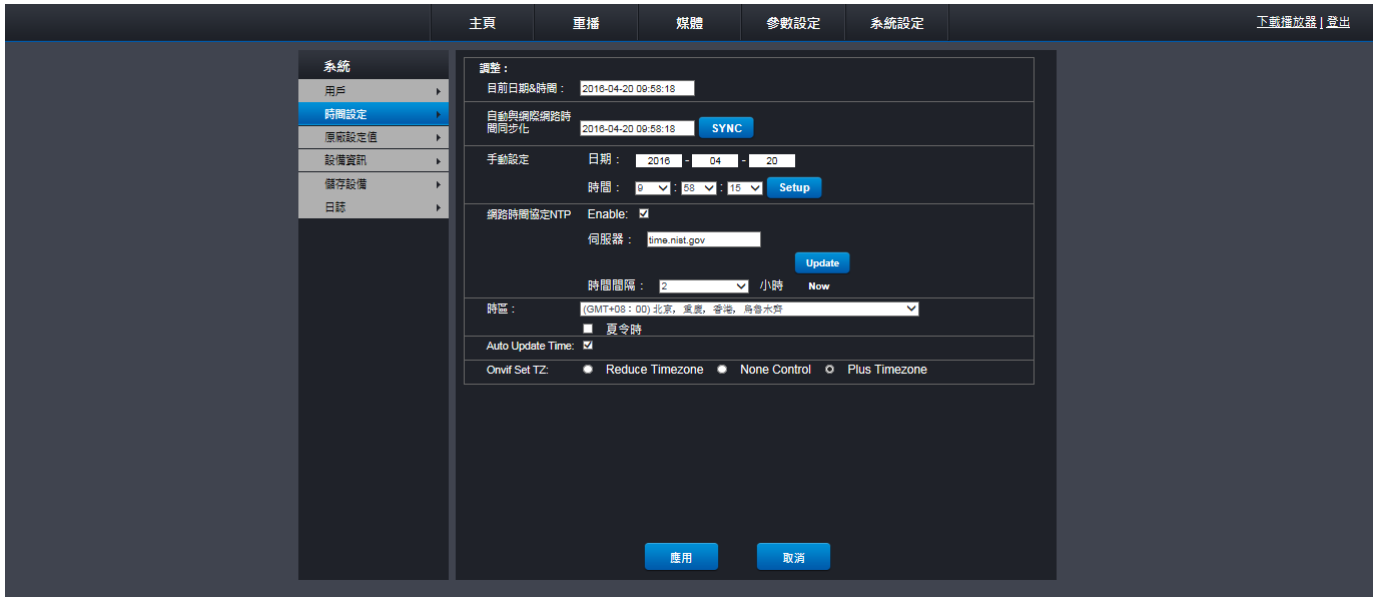 主頁 重播 媒體 參數設定 系統設定 下載播放器 | 登出
系統
用戶
時間設定
原廠設定值
設備資訊
儲存設備
日誌
調整：
目前日期&時間： 2016-04-20 09:58:18
自動與網際網路時
間同步化 2016-04-20 09:58:18 SYNC
手動設定 日期： 2016 - 04 - 20
時間： 9 : 58 : 15 Setup
網路時間協定NTP Enable:
伺服器： time.nist.gov
Update
時間間隔： 2 小時 Now
時區： (GMT+08：00) 北京，重慶，香港，烏魯木齊
夏令時
Auto Update Time:
Onvif Set TZ: Reduce Timezone None Control Plus Timezone
應用 取消